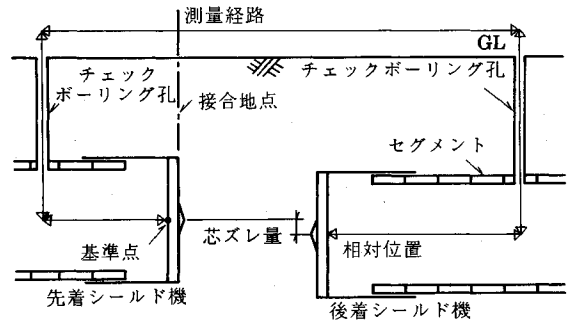 測量経路
GL
チェック
ボーリング孔
接合地点
チェックボーリング孔
セグメント
基準点
芯ズレ量
相対位置
先着シールド機
後着シールド機